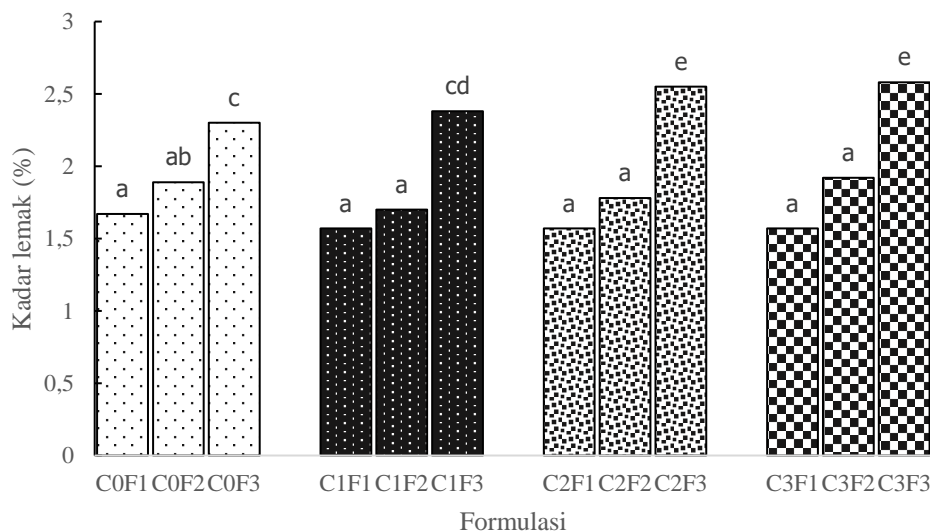 3
2,5
2
1,5
1
0,5
0
Kadar lemak (%)
a
ab
c
a
a
cd
a
a
e
a
a
e
C0F1 C0F2 C0F3
C1F1 C1F2 C1F3
C2F1 C2F2 C2F3
C3F1 C3F2 C3F3
Formulasi